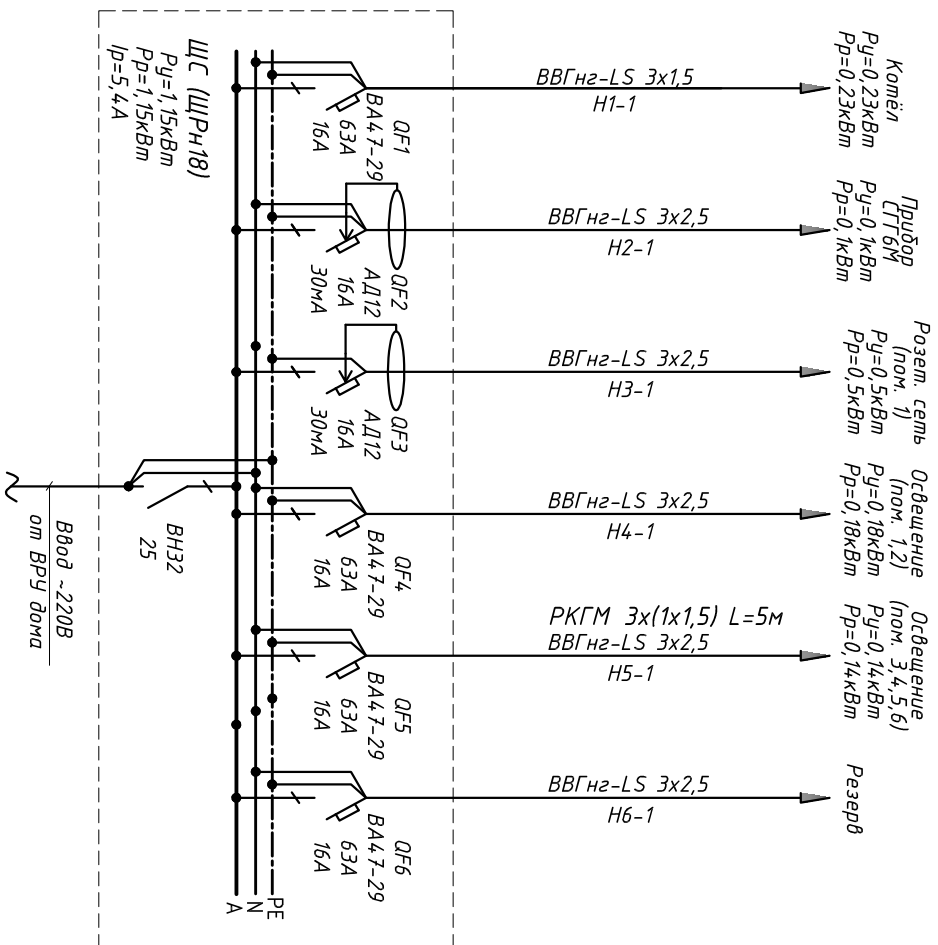 Котёл
Ру=0,23кВт
Рр=0,23кВт
ВВГнг-LS 3х1,5
Н1-1
QF1
ВА47-29
63А
16А
Прибор
СГГ6М
Ру=0,1кВт
Рр=0,1кВт
ВВГнг-LS 3х2,5
Н2-1
QF2
АД12
16А
30мА
Розет. сеть
(пом. 1)
Ру=0,5кВт
Рр=0,5кВт
ВВГнг-LS 3х2,5
Н3-1
QF3
АД12
16А
30мА
Освещение
(пом. 1,2)
Ру=0,18кВт
Рр=0,18кВт
ВВГнг-LS 3х2,5
Н4-1
QF4
ВА47-29
63А
16А
Освещение
(пом. 3,4,5,6)
Ру=0,14кВт
Рр=0,14кВт
РКГМ 3х(1х1,5) L=5м
ВВГнг-LS 3х2,5
Н5-1
QF5
ВА47-29
63А
16А
Резерв
ВВГнг-LS 3х2,5
Н6-1
QF6
ВА47-29
63А
16А
ЩС (ЩРн18)
Ру=1,15кВт
Рр=1,15кВт
Iр=5,4А
ВН32
25
Ввод ~220В
от ВРУ дома
РЕ
N
А